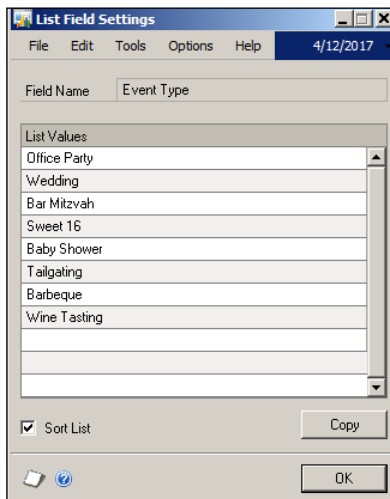 List Field Settings
File Edit Tools Options Help 4/12/2017
Field Name Event Type
List Values
Office Party
Wedding
Bar Mitzvah
Sweet 16
Baby Shower
Tailgating
Barbeque
Wine Tasting
Sort List Copy
OK